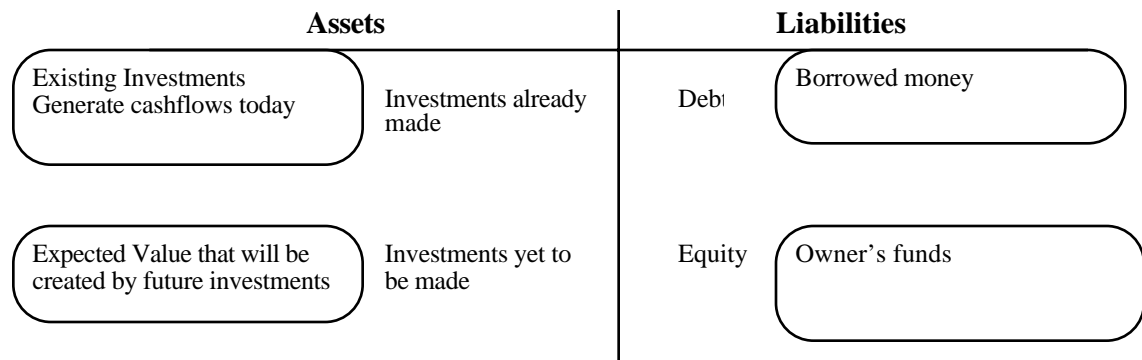 Assets
Liabilities
Existing Investments
Generate cashflows today
Investments already
made
Debt
Borrowed money
Expected Value that will be
created by future investments
Investments yet to
be made
Equity
Owner’s funds